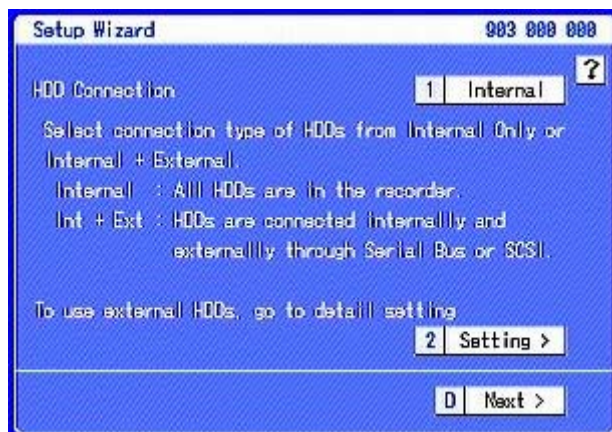 Setup Wizard 903 000 000
?
HDD Connection 1 Internal
Select connection type of HDDs from Internal Only or
Internal + External.
Internal : All HDDs are in the recorder.
Int + Ext : HDDs are connected internally and
externally through Serial Bus or SCSI.
To use external HDDs, go to detail setting
2 Setting >
D Next >